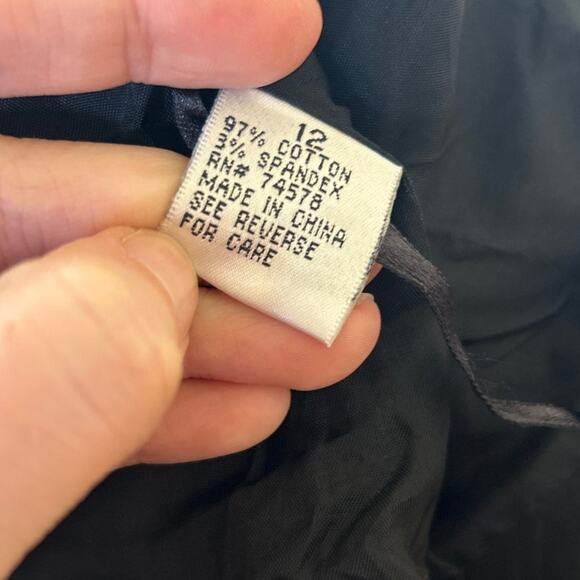 12
97% COTTON
3% SPANDEX
RN# 74578
MADE IN CHINA
SEE REVERSE
FOR CARE